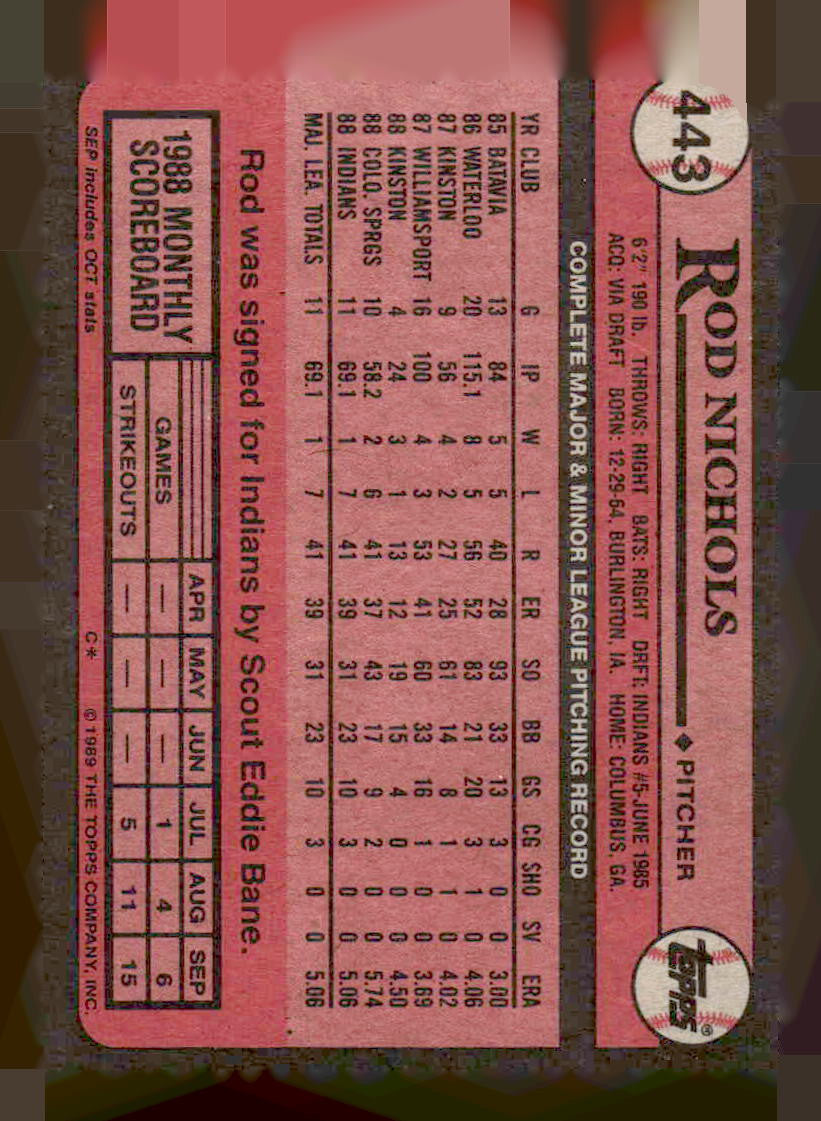 443
ROD NICHOLS ◆ PITCHER
topps®
6'2" 190 lb. THROWS: RIGHT BATS: RIGHT DRFT: INDIANS #5-JUNE 1985
ACQ: VIA DRAFT BORN: 12-29-64, BURLINGTON, IA. HOME: COLUMBUS, GA.
COMPLETE MAJOR & MINOR LEAGUE PITCHING RECORD
YR CLUB G IP W L R ER SO BB GS CG SHO SV ERA
85 BATAVIA 13 84 5 5 40 28 93 33 13 3 0 0 3.00
86 WATERLOO 20 115.1 8 5 56 52 83 21 20 3 1 0 4.06
87 KINSTON 9 56 4 2 27 25 61 14 8 1 1 0 4.02
87 WILLIAMSPORT 16 100 4 3 53 41 60 33 16 1 0 0 3.69
88 KINSTON 4 24 3 1 13 12 19 15 4 0 0 0 4.50
88 COLO. SPRGS 10 58.2 2 6 41 37 43 17 9 2 0 0 5.74
88 INDIANS 11 69.1 1 7 41 39 31 23 10 3 0 0 5.06
MAJ. LEA. TOTALS 11 69.1 1 7 41 39 31 23 10 3 0 0 5.06
Rod was signed for Indians by Scout Eddie Bane.
1988 MONTHLY
SCOREBOARD
APR MAY JUN JUL AUG SEP
GAMES — — — 1 4 6
STRIKEOUTS — — — 5 11 15
SEP includes OCT stats C* © 1989 THE TOPPS COMPANY, INC.